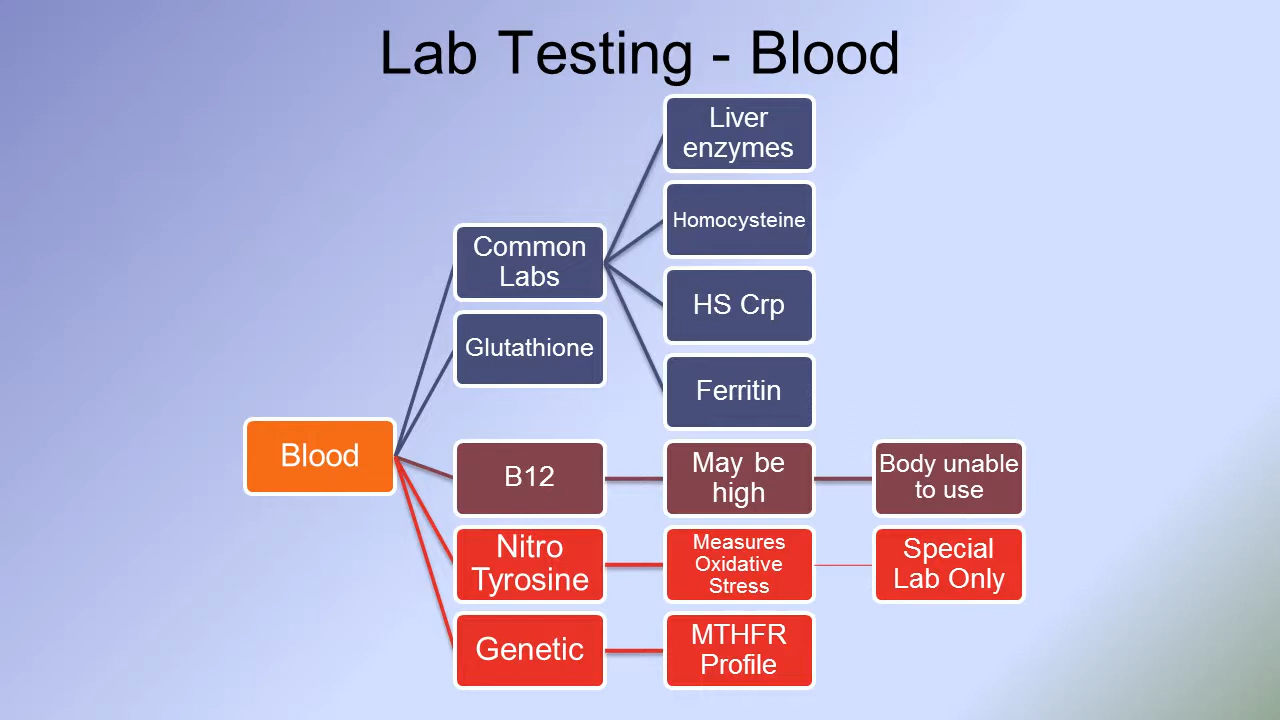 Lab Testing - Blood
Liver
enzymes
Homocysteine
Common
Labs
HS Crp
Glutathione
Ferritin
Blood
B12
May be
high
Body unable
to use
Nitro
Tyrosine
Measures
Oxidative
Stress
Special
Lab Only
Genetic
MTHFR
Profile